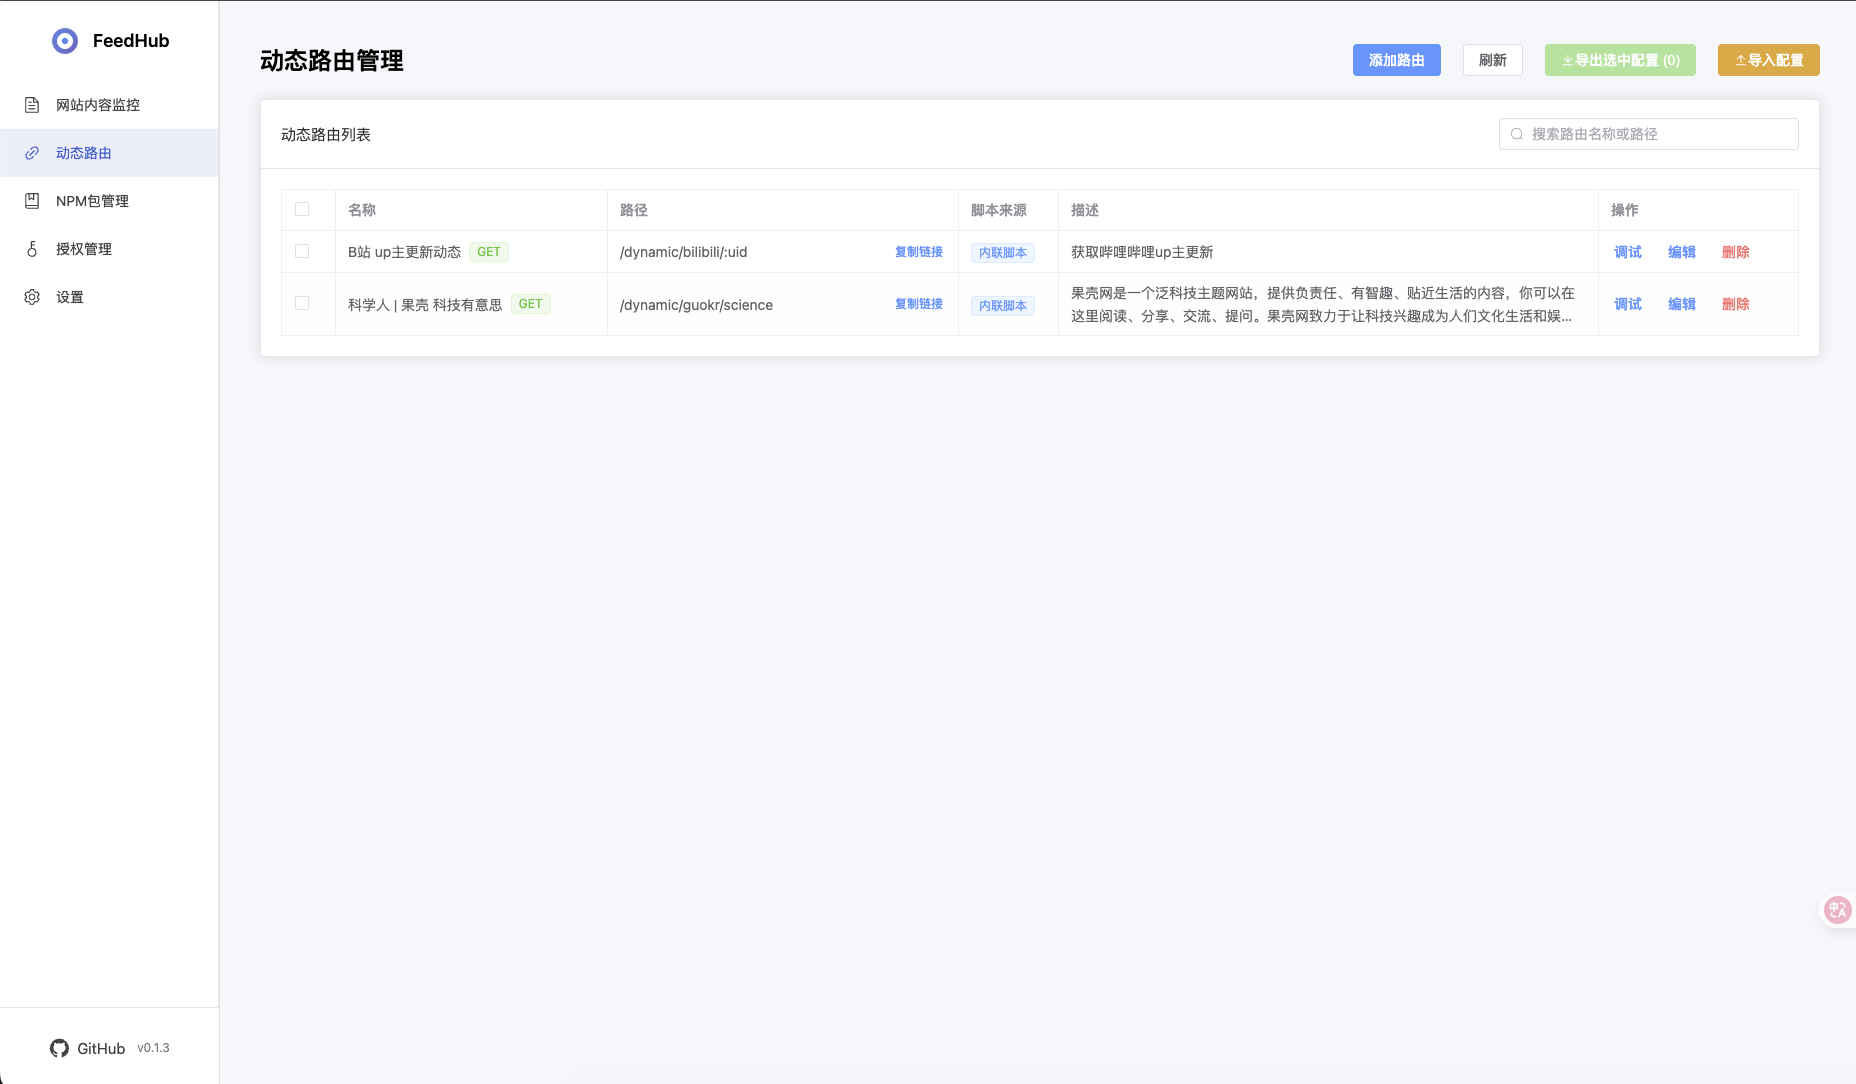 FeedHub
网站内容监控
动态路由
NPM包管理
授权管理
设置
GitHub v0.1.3
动态路由管理
添加路由 刷新 导出选中配置 (0) 导入配置
动态路由列表
搜索路由名称或路径
名称 路径 脚本来源 描述 操作
B站 up主更新动态 GET /dynamic/bilibili/:uid 复制链接 内联脚本 获取哔哩哔哩up主更新 调试 编辑 删除
科学人 | 果壳 科技有意思 GET /dynamic/guokr/science 复制链接 内联脚本 果壳网是一个泛科技主题网站，提供负责任、有智趣、贴近生活的内容，你可以在
这里阅读、分享、交流、提问。果壳网致力于让科技兴趣成为人们文化生活和娱... 调试 编辑 删除
中A